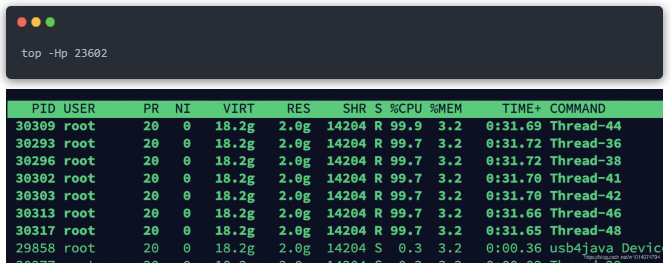 top -Hp 23602
PID USER PR NI VIRT RES SHR S %CPU %MEM TIME+ COMMAND
30309 root 20 0 18.2g 2.0g 14204 R 99.9 3.2 0:31.69 Thread-44
30293 root 20 0 18.2g 2.0g 14204 R 99.7 3.2 0:31.72 Thread-36
30296 root 20 0 18.2g 2.0g 14204 R 99.7 3.2 0:31.72 Thread-38
30302 root 20 0 18.2g 2.0g 14204 R 99.7 3.2 0:31.70 Thread-41
30303 root 20 0 18.2g 2.0g 14204 R 99.7 3.2 0:31.70 Thread-42
30313 root 20 0 18.2g 2.0g 14204 R 99.7 3.2 0:31.66 Thread-46
30317 root 20 0 18.2g 2.0g 14204 R 99.7 3.2 0:31.65 Thread-48
29858 root 20 0 18.2g 2.0g 14204 S 0.3 3.2 0:00.36 usb4java Devic